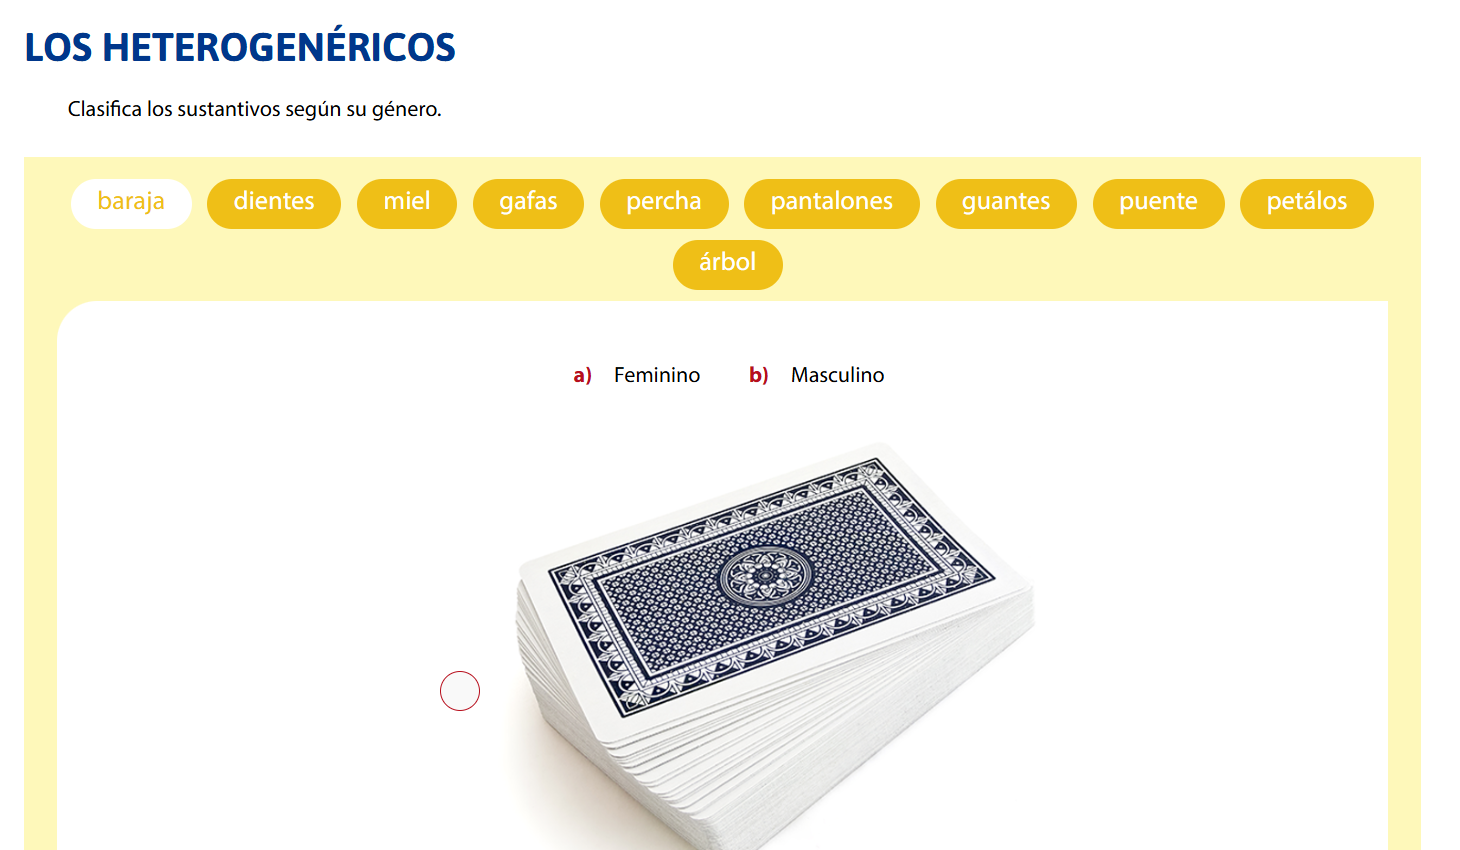 LOS HETEROGENÉRICOS
Clasifica los sustantivos según su género.
baraja dientes miel gafas percha pantalones guantes puente petálos
árbol
a) Feminino b) Masculino